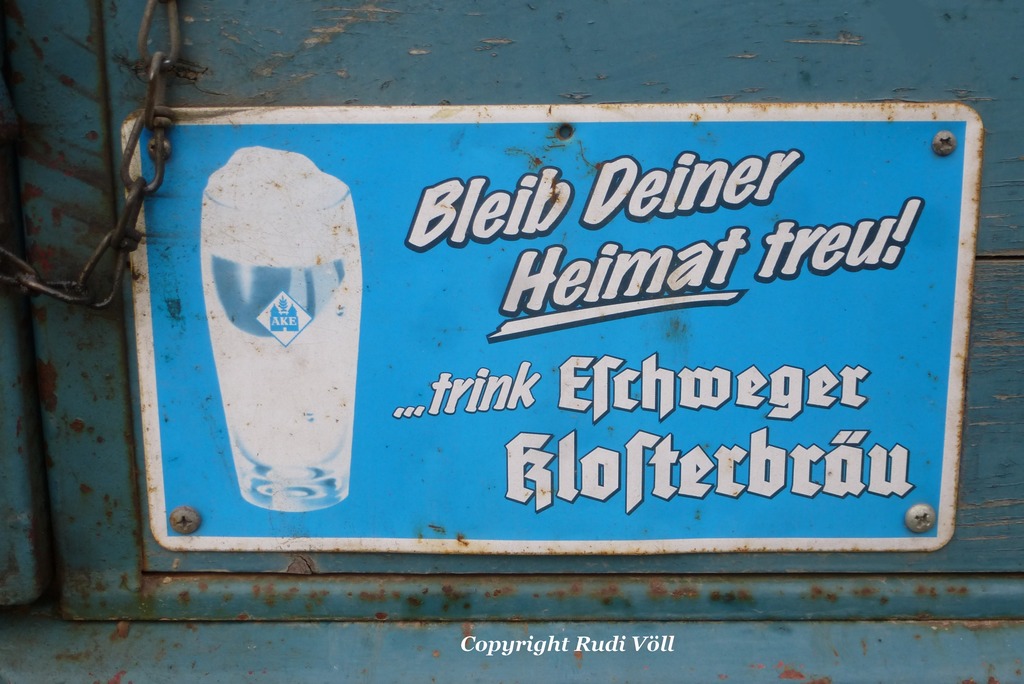 AKE
Bleib Deiner
Heimat treu!
...trink Eſchweger
Kloſterbräu
Copyright Rudi Völl